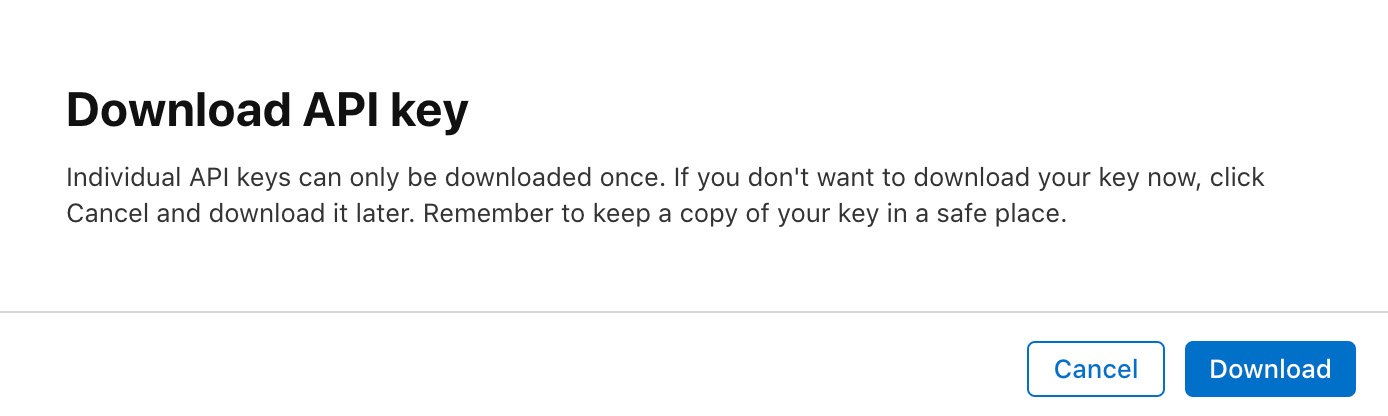 Download API key
Individual API keys can only be downloaded once. If you don't want to download your key now, click
Cancel and download it later. Remember to keep a copy of your key in a safe place.
Cancel
Download